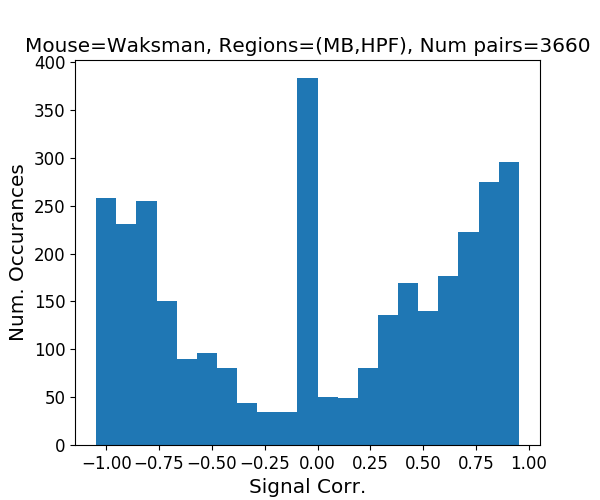 Mouse=Waksman, Regions=(MB,HPF), Num pairs=3660
400
350
300
250
200
150
100
50
0
Num. Occurances
−1.00 −0.75 −0.50 −0.25 0.00 0.25 0.50 0.75 1.00
Signal Corr.